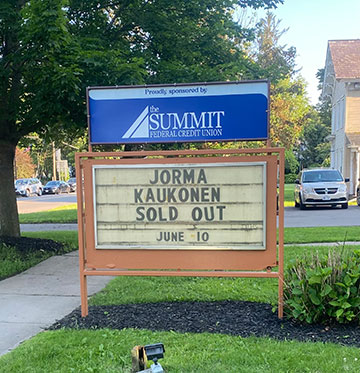 Proudly sponsored by
the
SUMMIT
FEDERAL CREDIT UNION
JORMA
KAUKONEN
SOLD OUT
JUNE 10